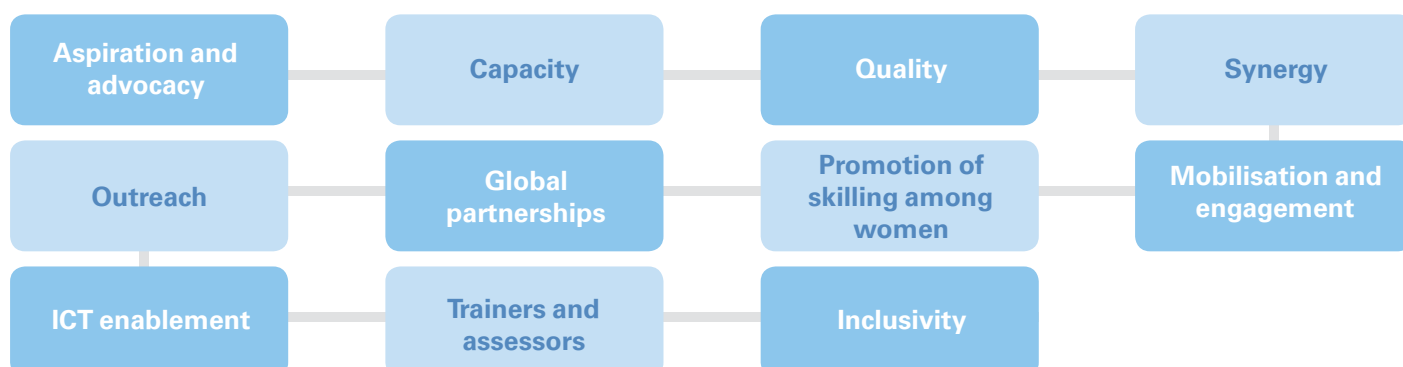 Aspiration and
advocacy
Capacity
Quality
Synergy
Outreach
Global
partnerships
Promotion of
skilling among
women
Mobilisation and
engagement
ICT enablement
Trainers and
assessors
Inclusivity